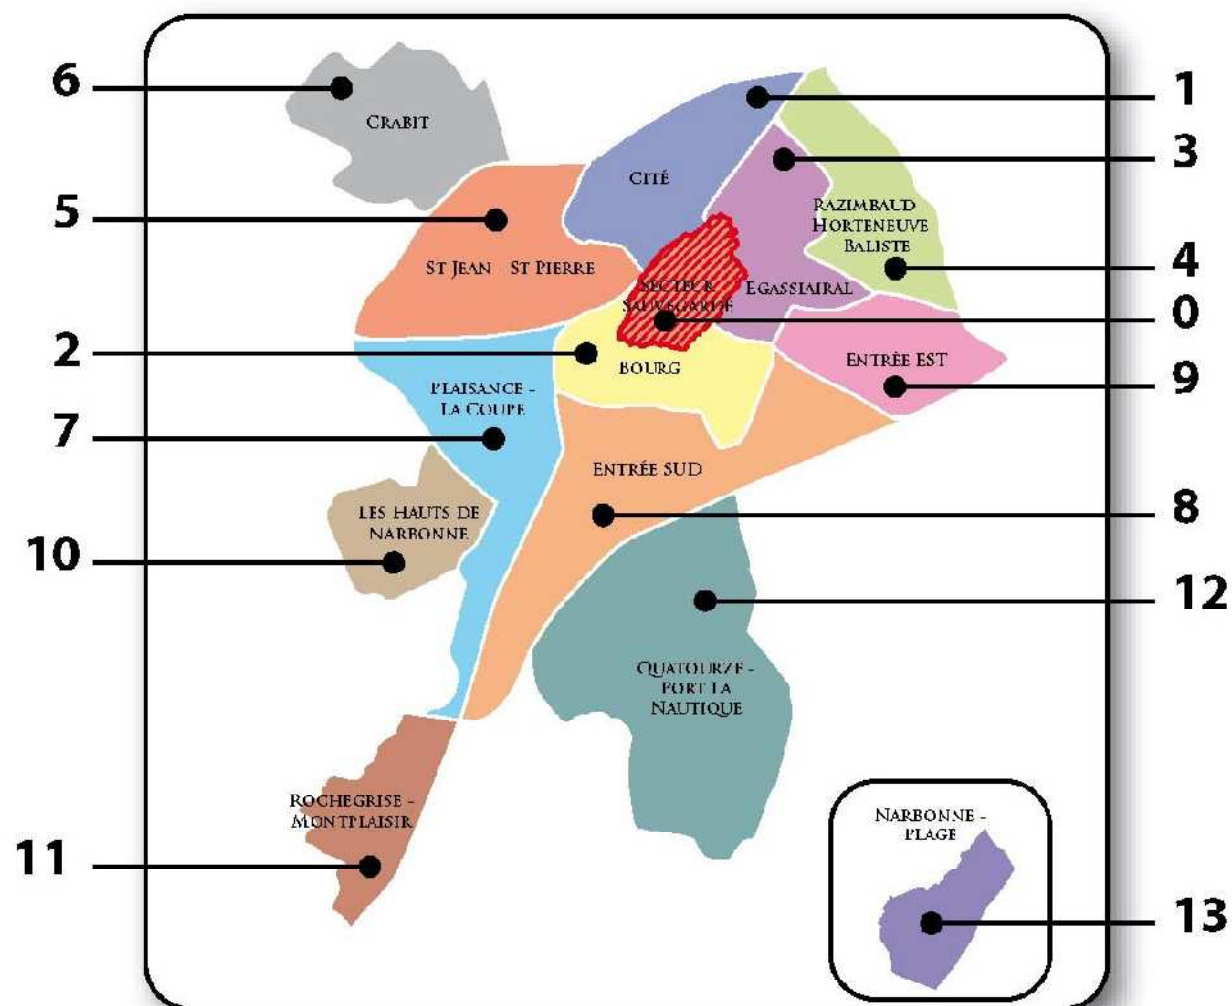 6
1
CRABIT
3
CITÉ
5
RAZIMBAUD
HORTENEUVE
BALISTE
4
ST JEAN - ST PIERRE
SECTEUR
SAUVEGARDÉ
EGASSIAIRAL
0
2
BOURG
ENTRÉE EST
9
PLAISANCE -
LA COUPE
7
ENTRÉE SUD
8
LES HAUTS DE
NARBONNE
10
12
QUATOURZE -
PORT LA
NAUTIQUE
ROCHEGRISE -
MONTPLAISIR
11
NARBONNE -
PLAGE
13